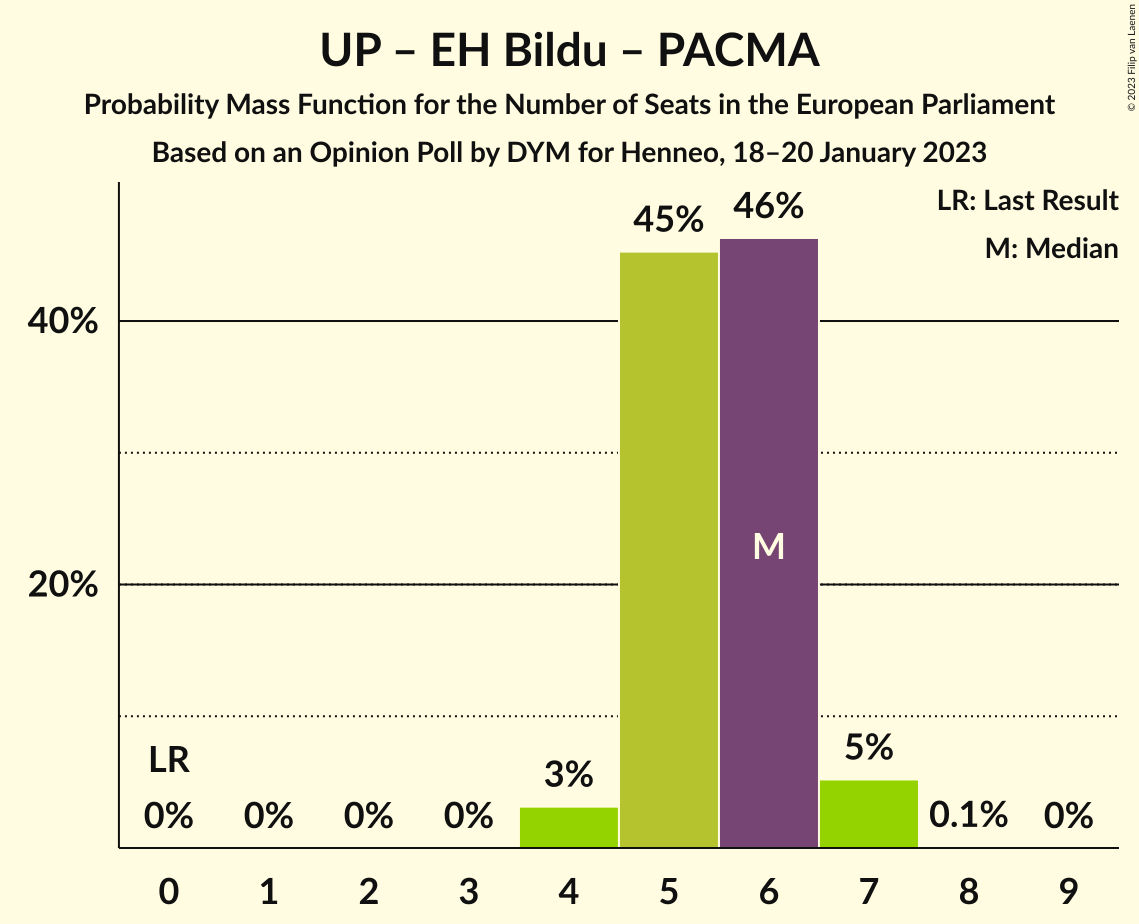 UP – EH Bildu – PACMA
Probability Mass Function for the Number of Seats in the European Parliament
Based on an Opinion Poll by DYM for Henneo, 18–20 January 2023
© 2023 Filip van Laenen
LR: Last Result
M: Median
45%
46%
40%
M
20%
LR
0%
0%
0%
0%
3%
5%
0.1%
0%
0
1
2
3
4
5
6
7
8
9